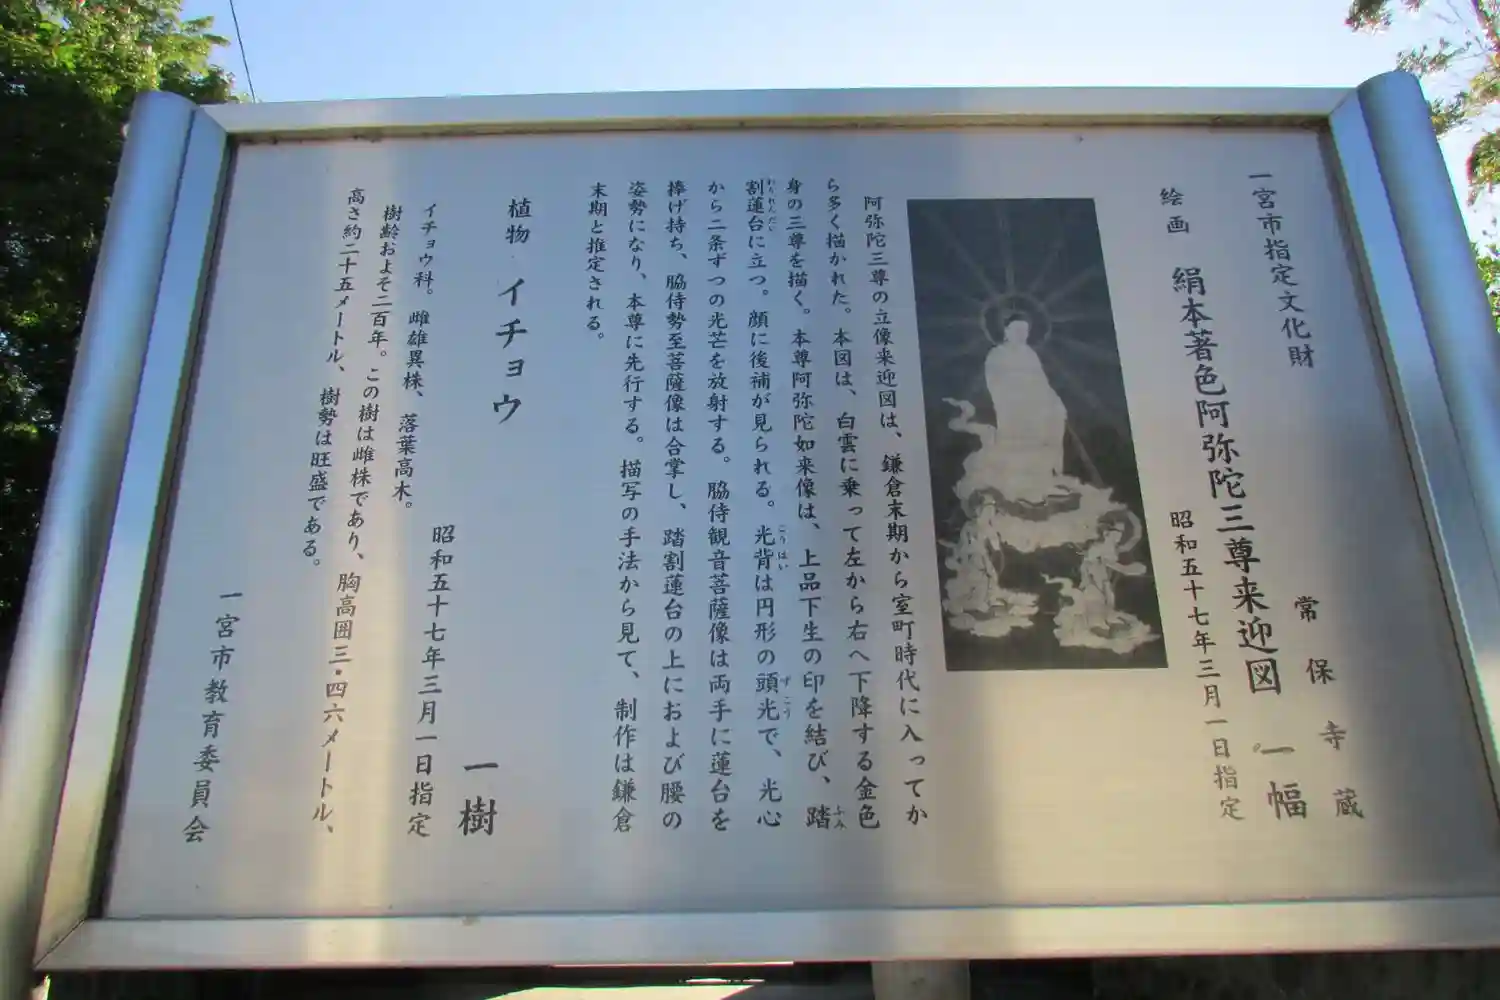 一宮市指定文化財
常保寺蔵
絵画 絹本著色阿弥陀三尊来迎図 一幅
昭和五十七年三月一日指定
阿弥陀三尊の立像来迎図は、鎌倉末期から室町時代に入ってか
ら多く描かれた。本図は、白雲に乗って左から右へ下降する金色
身の三尊を描く。本尊阿弥陀如来像は、上品下生の印を結び、踏
ふみ
割蓮台に立つ。顔に後補が見られる。光背は円形の頭光で、光心
わりれんだい
こうはい
ずこう
から二条ずつの光芒を放射する。脇侍観音菩薩像は両手に蓮台を
捧げ持ち、脇侍勢至菩薩像は合掌し、踏割蓮台の上におよび腰の
姿勢になり、本尊に先行する。描写の手法から見て、制作は鎌倉
末期と推定される。
植物 イチョウ 一樹
昭和五十七年三月一日指定
イチョウ科。雌雄異株、落葉高木。
樹齢およそ二百年。この樹は雌株であり、胸高囲三・四六メートル、
高さ約二十五メートル、樹勢は旺盛である。
一宮市教育委員会